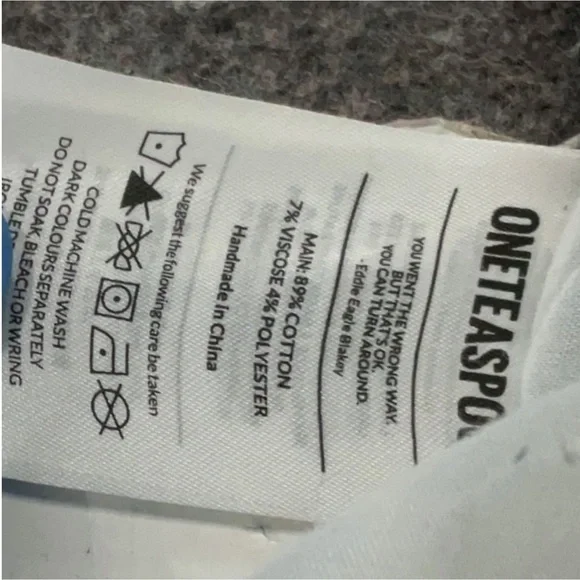 ONETEASPO
YOU WENT THE WRONG WAY.
BUT THAT'S OK.
YOU CAN TURN AROUND.
- Eddie Eagle Blakey
MAIN: 89% COTTON
7% VISCOSE 4% POLYESTER
Handmade in China
We suggest the following care be taken
COLD MACHINE WASH
DARK COLOURS SEPARATELY
DO NOT SOAK, BLEACH OR WRING